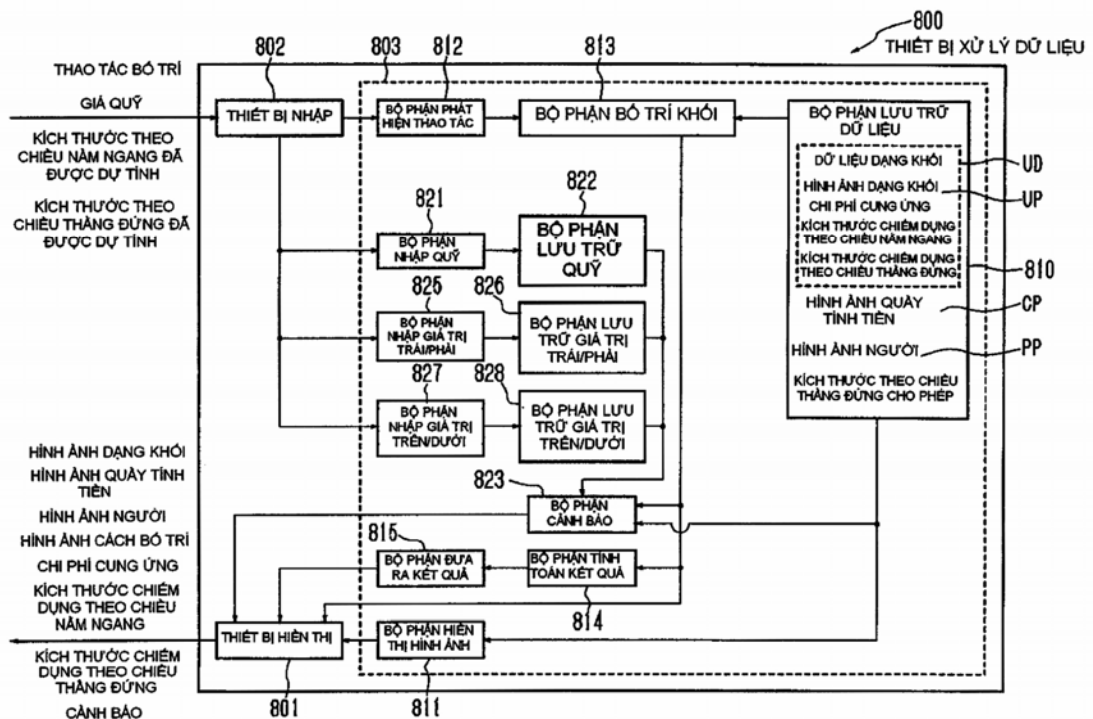 800
THIẾT BỊ XỬ LÝ DỮ LIỆU
802
803
812
813
THAO TÁC BỐ TRÍ
GIÁ QUỸ
KÍCH THƯỚC THEO
CHIỀU NẰM NGANG ĐÃ
ĐƯỢC DỰ TÍNH
KÍCH THƯỚC THEO
CHIỀU THẲNG ĐỨNG ĐÃ
ĐƯỢC DỰ TÍNH
THIẾT BỊ NHẬP
BỘ PHẬN PHÁT
HIỆN THAO TÁC
BỘ PHẬN BỐ TRÍ KHỐI
BỘ PHẬN LƯU TRỮ
DỮ LIỆU
DỮ LIỆU DẠNG KHỐI
UD
HÌNH ẢNH DẠNG KHỐI
UP
CHI PHÍ CUNG ỨNG
KÍCH THƯỚC CHIẾM DỤNG
THEO CHIỀU NẰM NGANG
KÍCH THƯỚC CHIẾM DỤNG
THEO CHIỀU THẲNG ĐỨNG
810
HÌNH ẢNH QUẦY
TÍNH TIỀN
CP
HÌNH ẢNH NGƯỜI
PP
KÍCH THƯỚC THEO CHIỀU
THẲNG ĐỨNG CHO PHÉP
821
BỘ PHẬN
NHẬP QUỸ
822
BỘ PHẬN
LƯU TRỮ
QUỸ
825
BỘ PHẬN
NHẬP GIÁ TRỊ
TRÁI/PHẢI
826
BỘ PHẬN LƯU
TRỮ GIÁ TRỊ
TRÁI/PHẢI
827
BỘ PHẬN
NHẬP GIÁ TRỊ
TRÊN/DƯỚI
828
BỘ PHẬN LƯU
TRỮ GIÁ TRỊ
TRÊN/DƯỚI
823
BỘ PHẬN
CẢNH BÁO
815
BỘ PHẬN ĐƯA
RA KẾT QUẢ
BỘ PHẬN TÍNH
TOÁN KẾT QUẢ
814
HÌNH ẢNH DẠNG KHỐI
HÌNH ẢNH QUẦY TÍNH
TIỀN
HÌNH ẢNH NGƯỜI
HÌNH ẢNH CÁCH BỐ TRÍ
CHI PHÍ CUNG ỨNG
KÍCH THƯỚC CHIẾM
DỤNG THEO CHIỀU
NẰM NGANG
KÍCH THƯỚC CHIẾM
DỤNG THEO CHIỀU
THẲNG ĐỨNG
CẢNH BÁO
THIẾT BỊ HIỂN THỊ
801
BỘ PHẬN HIỂN
THỊ HÌNH ẢNH
811